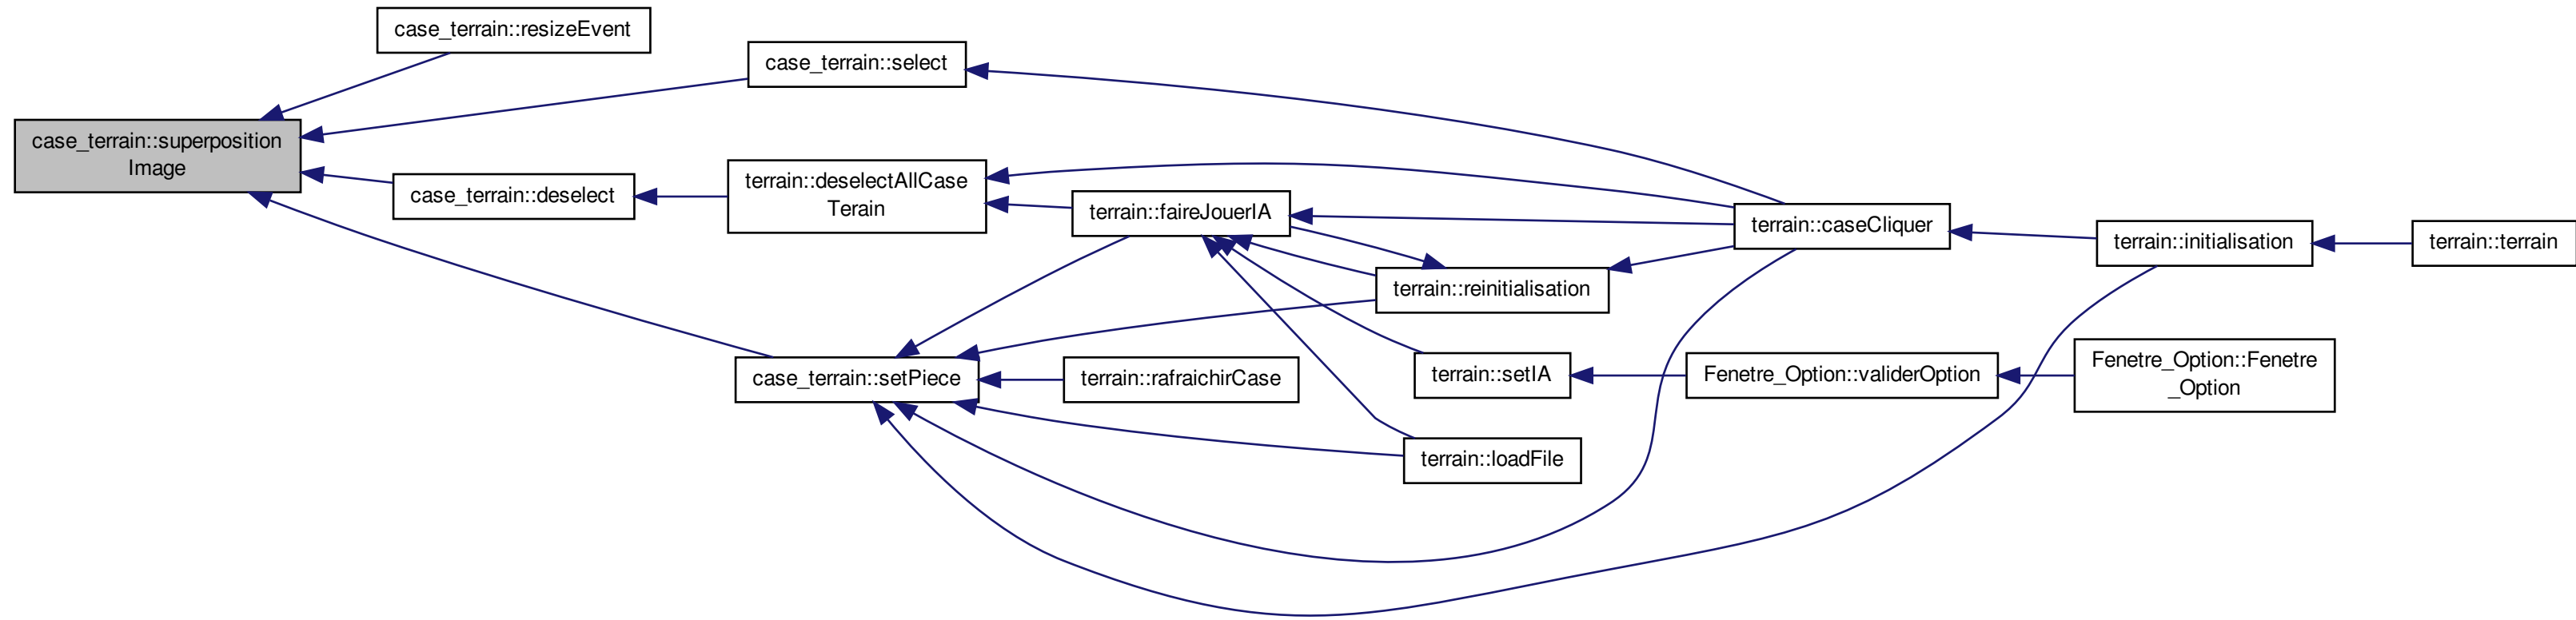 case_terrain::resizeEvent
case_terrain::select
case_terrain::superposition
Image
terrain::deselectAllCase
Terain
case_terrain::deselect
terrain::faireJouerIA
terrain::caseCliquer
terrain::initialisation
terrain::terrain
terrain::reinitialisation
case_terrain::setPiece
terrain::rafraichirCase
terrain::setIA
Fenetre_Option::validerOption
Fenetre_Option::Fenetre
_Option
terrain::loadFile